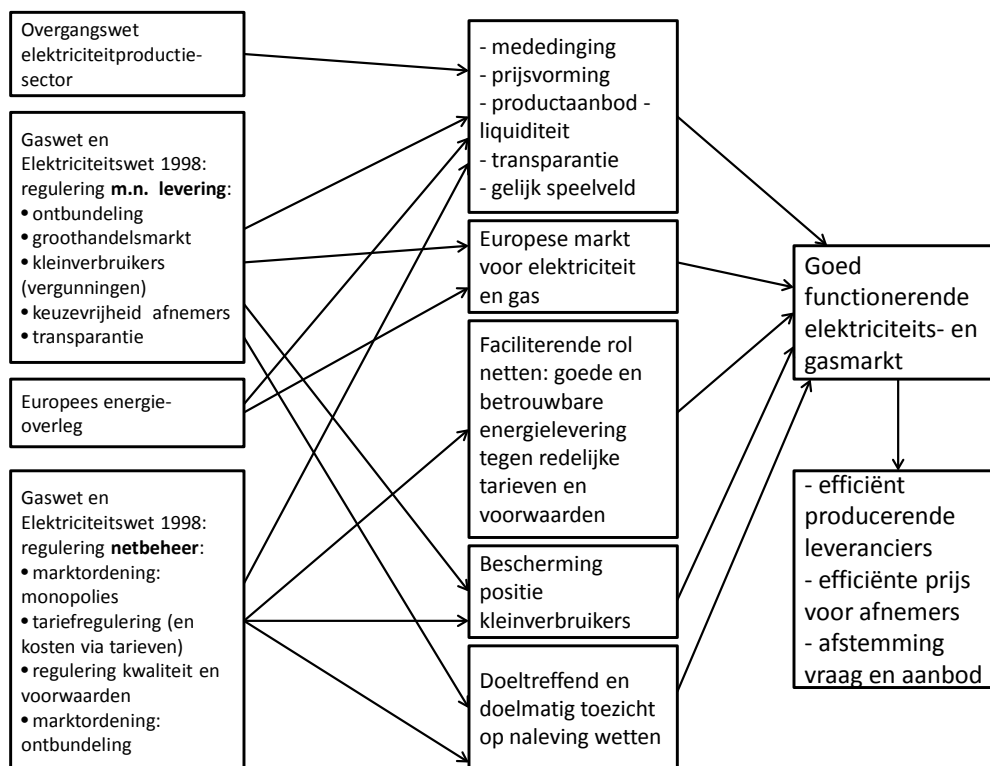 Overgangswet
elektriciteitproductie-
sector
Gaswet en
Elektriciteitswet 1998:
regulering m.n. levering:
• ontbundeling
• groothandelsmarkt
• kleinverbruikers
(vergunningen)
• keuzevrijheid afnemers
• transparantie
Europees energie-
overleg
Gaswet en
Elektriciteitswet 1998:
regulering netbeheer:
• marktordening:
monopolies
• tariefregulering (en
kosten via tarieven)
• regulering kwaliteit en
voorwaarden
• marktordening:
ontbundeling
- mededinging
- prijsvorming
- productaanbod -
liquiditeit
- transparantie
- gelijk speelveld
Europese markt
voor elektriciteit
en gas
Faciliterende rol
netten: goede en
betrouwbare
energielevering
tegen redelijke
tarieven en
voorwaarden
Bescherming
positie
kleinverbruikers
Doeltreffend en
doelmatig toezicht
op naleving wetten
Goed
functionerende
elektriciteits- en
gasmarkt
- efficiënt
producerende
leveranciers
- efficiënte prijs
voor afnemers
- afstemming
vraag en aanbod